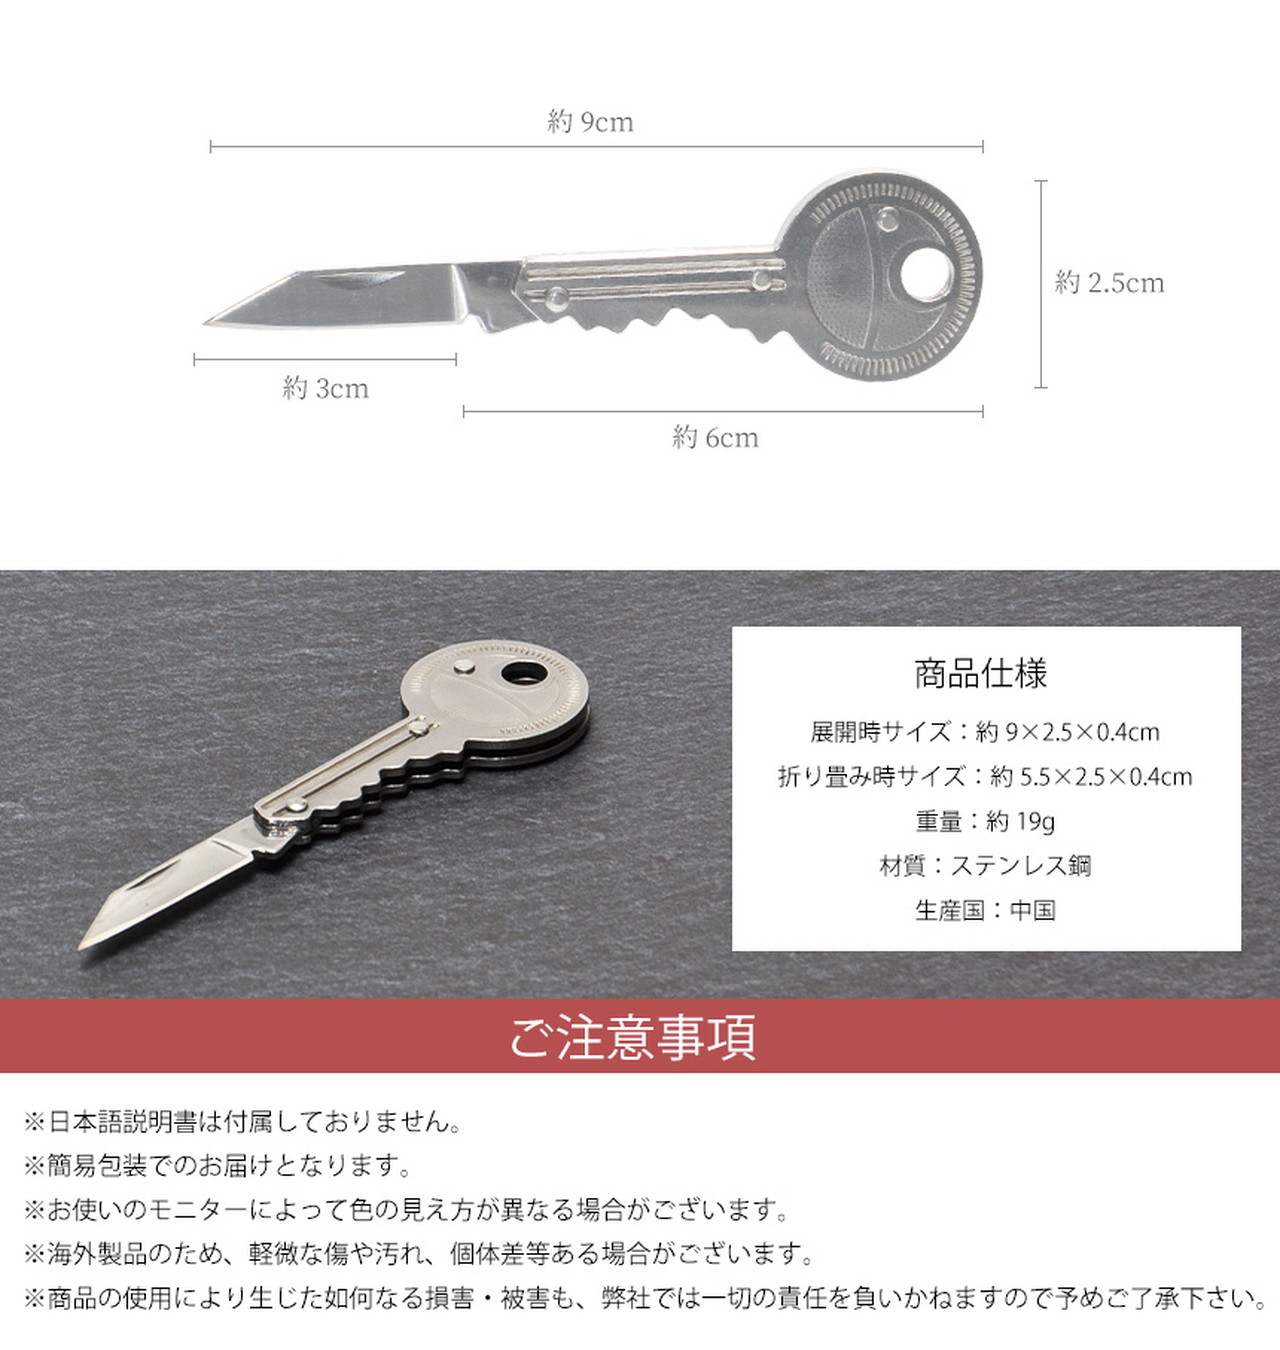 約 9cm
約 2.5cm
約 3cm
約 6cm
商品仕様
展開時サイズ：約 9×2.5×0.4cm
折り畳み時サイズ：約 5.5×2.5×0.4cm
重量：約 19g
材質：ステンレス鋼
生産国：中国
ご注意事項
※日本語説明書は付属しておりません。
※簡易包装でのお届けとなります。
※お使いのモニターによって色の見え方が異なる場合がございます。
※海外製品のため、軽微な傷や汚れ、個体差等ある場合がございます。
※商品の使用により生じた如何なる損害・被害も、弊社では一切の責任を負いかねますので予めご了承下さい。